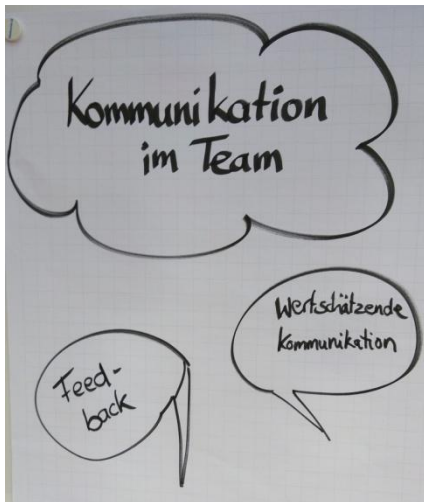 Kommunikation
im Team
Wertschätzende
Kommunikation
Feed-
back